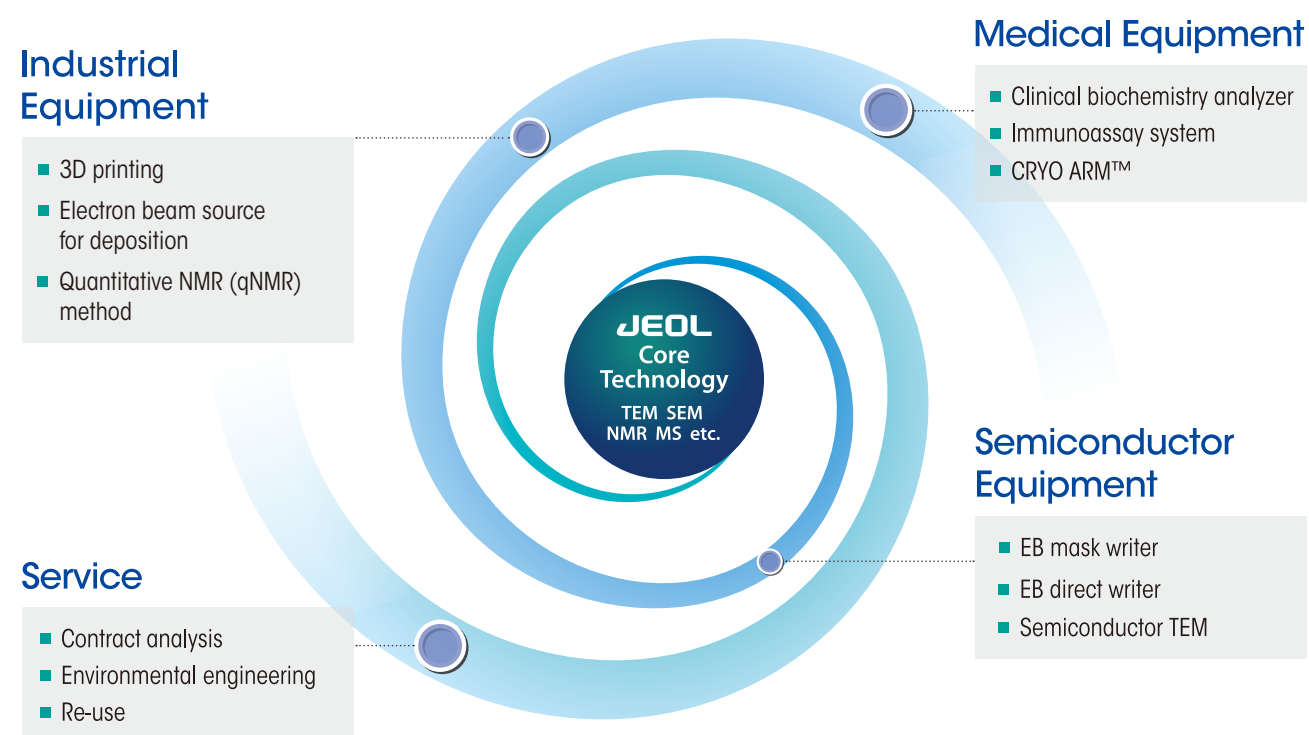 Industrial
Equipment
3D printing
Electron beam source
for deposition
Quantitative NMR (qNMR)
method
Medical Equipment
Clinical biochemistry analyzer
Immunoassay system
CRYO ARM™
JEOL
Core
Technology
TEM SEM
NMR MS etc.
Semiconductor
Equipment
EB mask writer
EB direct writer
Semiconductor TEM
Service
Contract analysis
Environmental engineering
Re-use